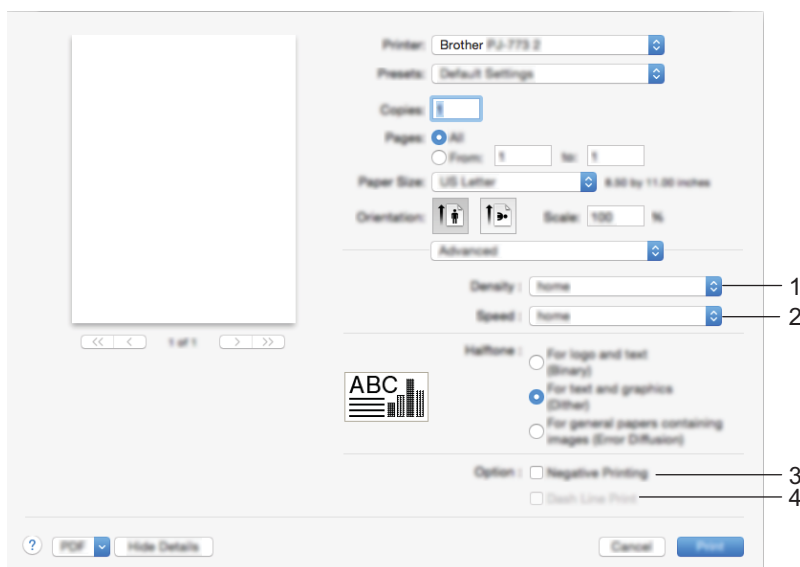 Printer: Brother PJ-773 2
Presets: Default Settings
Copies: 1
Pages: All
From: 1 to: 1
Paper Size: US Letter 8.50 by 11.00 inches
Orientation: Scale: 100 %
Advanced
Density : home 1
Speed : home 2
1 of 1
Halftone : For logo and text
(Binary)
ABC
For text and graphics
(Dither)
For general papers containing
images (Error Diffusion)
Option : Negative Printing 3
Dash Line Print 4
? PDF Hide Details Cancel Print